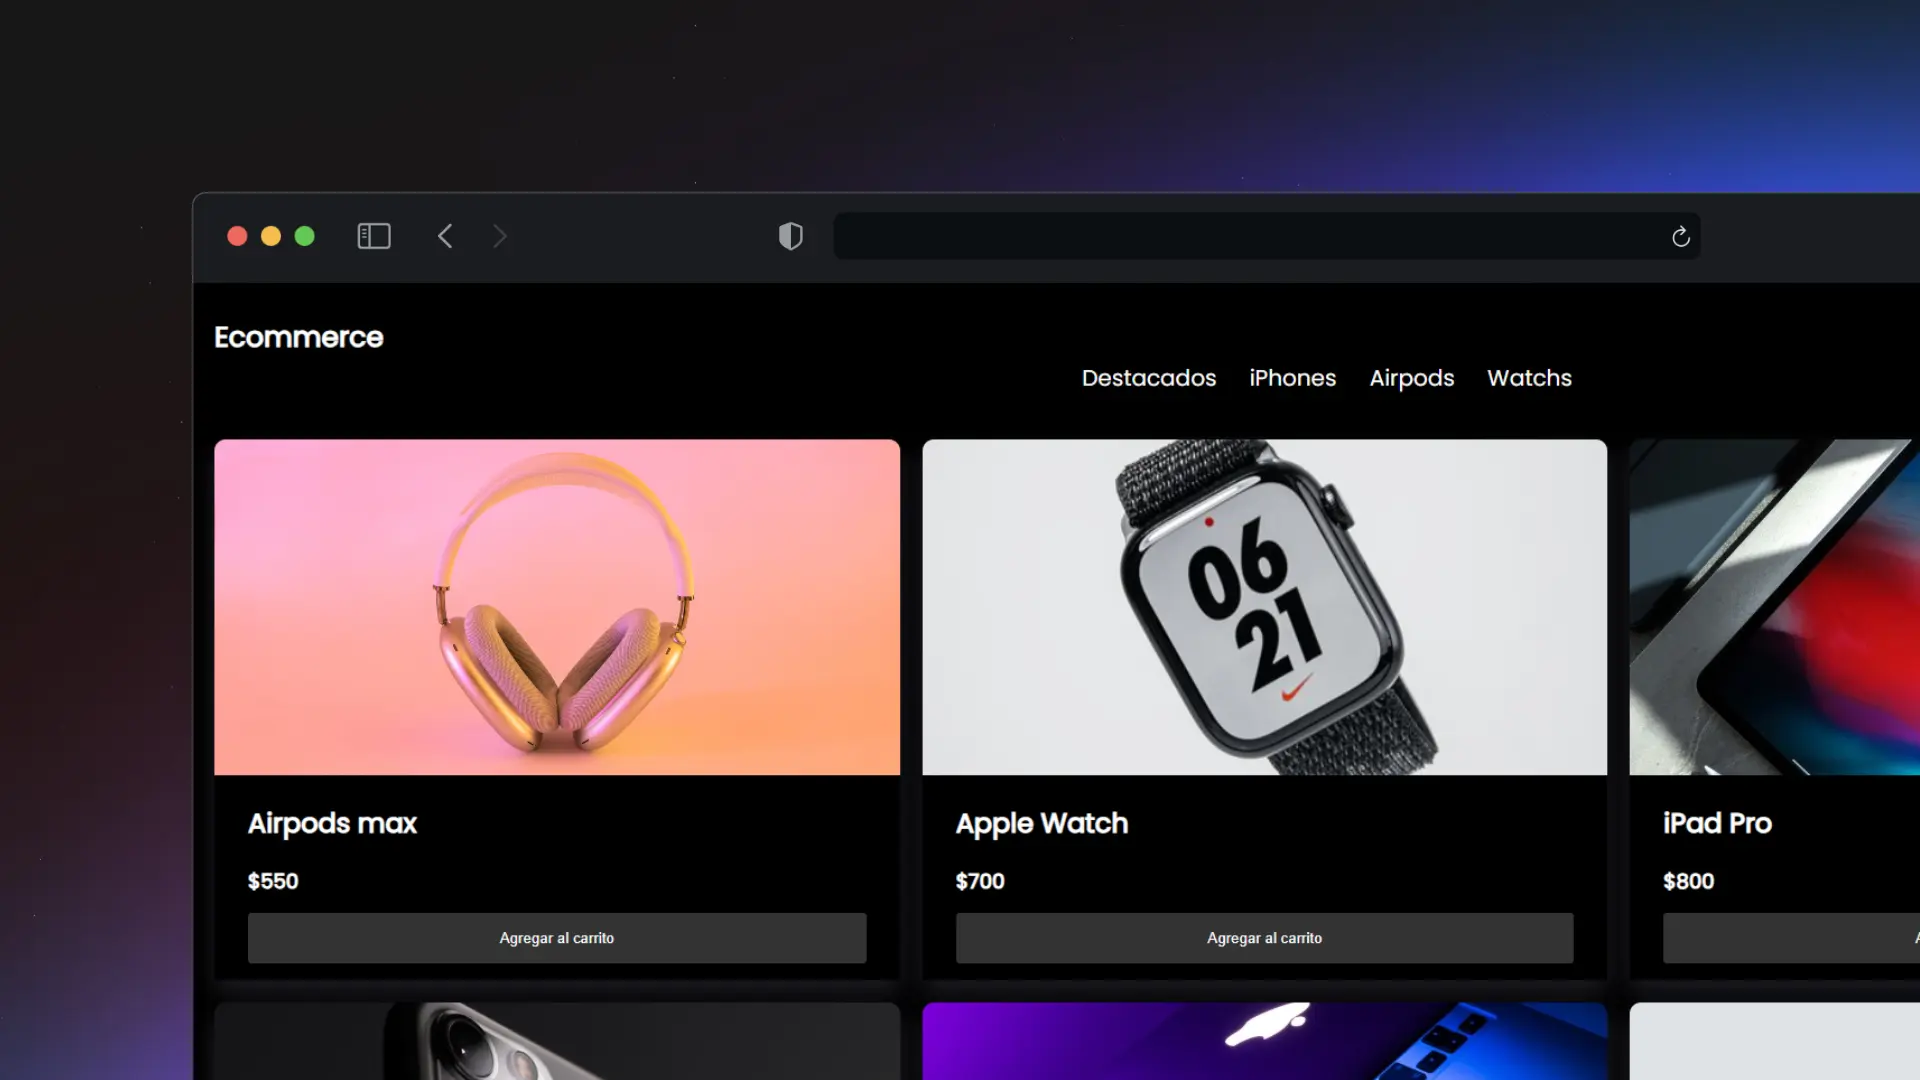 Ecommerce
Destacados iPhones Airpods Watchs
06
21
Airpods max
Apple Watch
iPad Pro
$550
$700
$800
Agregar al carrito
Agregar al carrito